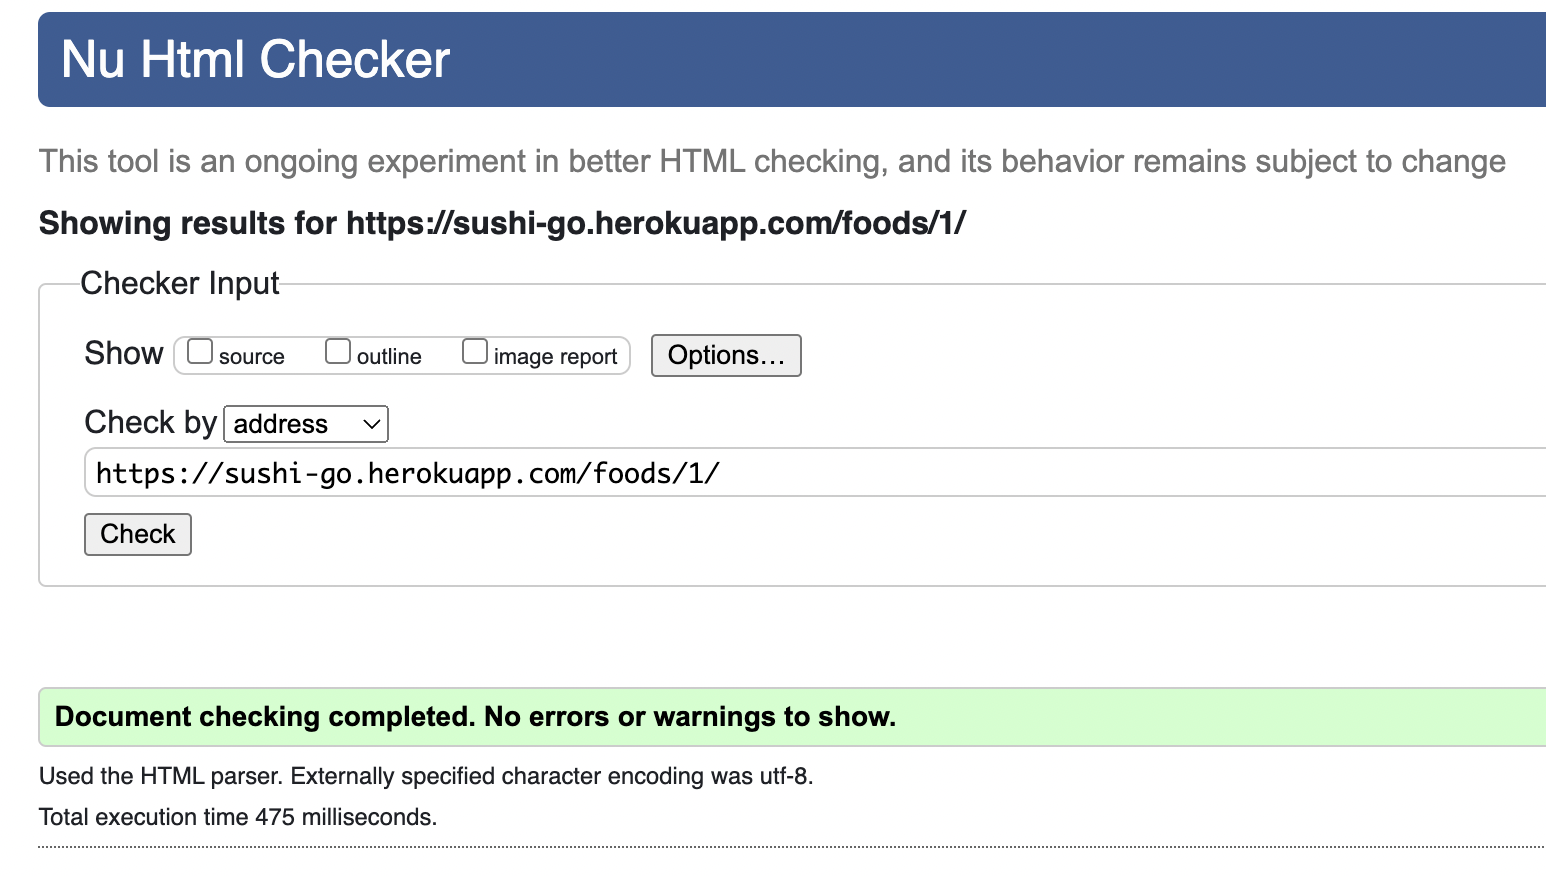 Nu Html Checker
This tool is an ongoing experiment in better HTML checking, and its behavior remains subject to change
Showing results for https://sushi-go.herokuapp.com/foods/1/
Checker Input
Show source outline image report Options…
Check by address
https://sushi-go.herokuapp.com/foods/1/
Check
Document checking completed. No errors or warnings to show.
Used the HTML parser. Externally specified character encoding was utf-8.
Total execution time 475 milliseconds.